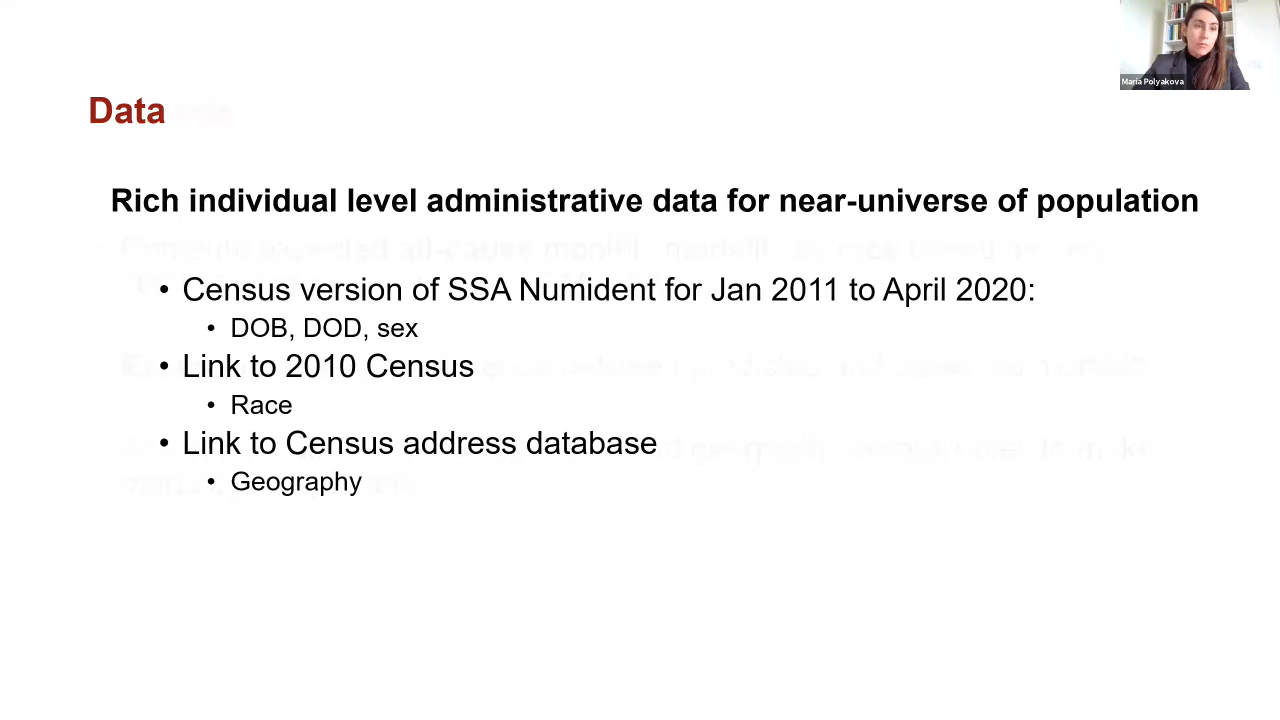 Maria Polyakova
Data
Rich individual level administrative data for near-universe of population
• Census version of SSA Numident for Jan 2011 to April 2020:
• DOB, DOD, sex
• Link to 2010 Census
• Race
• Link to Census address database
• Geography